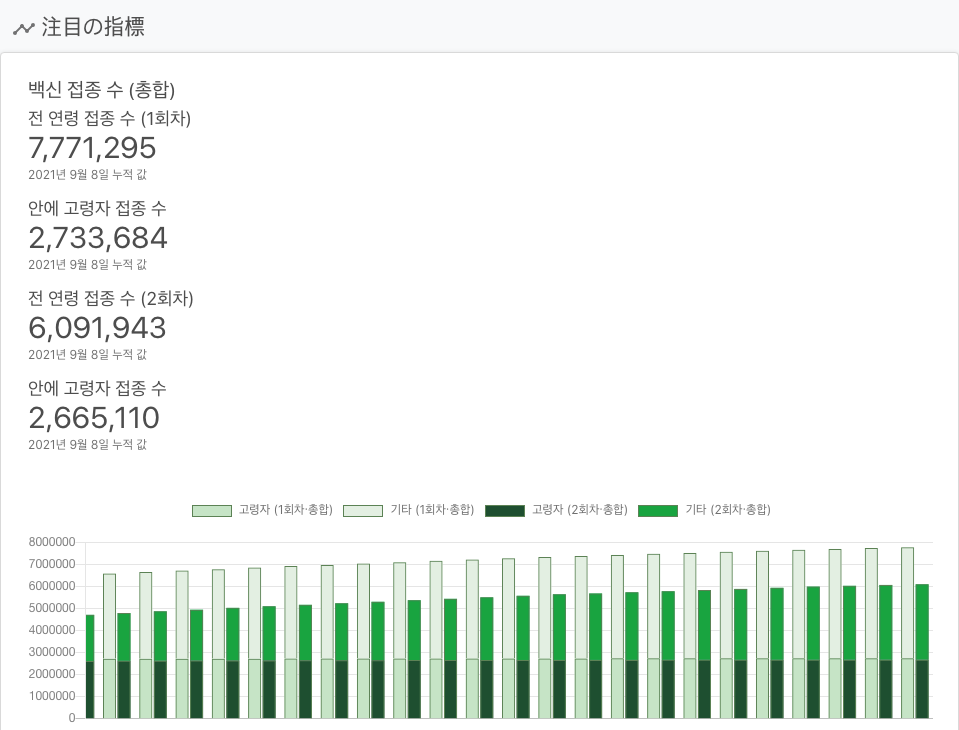 注目の指標
백신 접종 수 (총합)
전 연령 접종 수 (1회차)
7,771,295
2021년 9월 8일 누적 값
안에 고령자 접종 수
2,733,684
2021년 9월 8일 누적 값
전 연령 접종 수 (2회차)
6,091,943
2021년 9월 8일 누적 값
안에 고령자 접종 수
2,665,110
2021년 9월 8일 누적 값
고령자 (1회차·총합) 기타 (1회차·총합) 고령자 (2회차·총합) 기타 (2회차·총합)
8000000
7000000
6000000
5000000
4000000
3000000
2000000
1000000
0